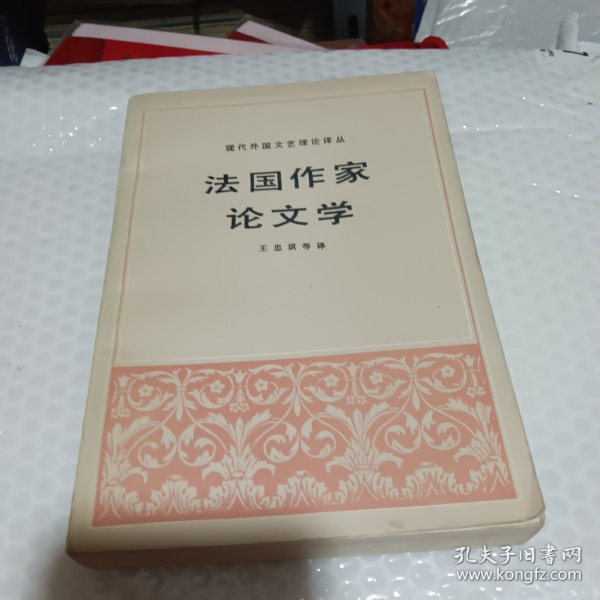 现代外国文艺理论译丛
法国作家
论文学
王忠琪等译
孔夫子旧书网
www.kongfz.com